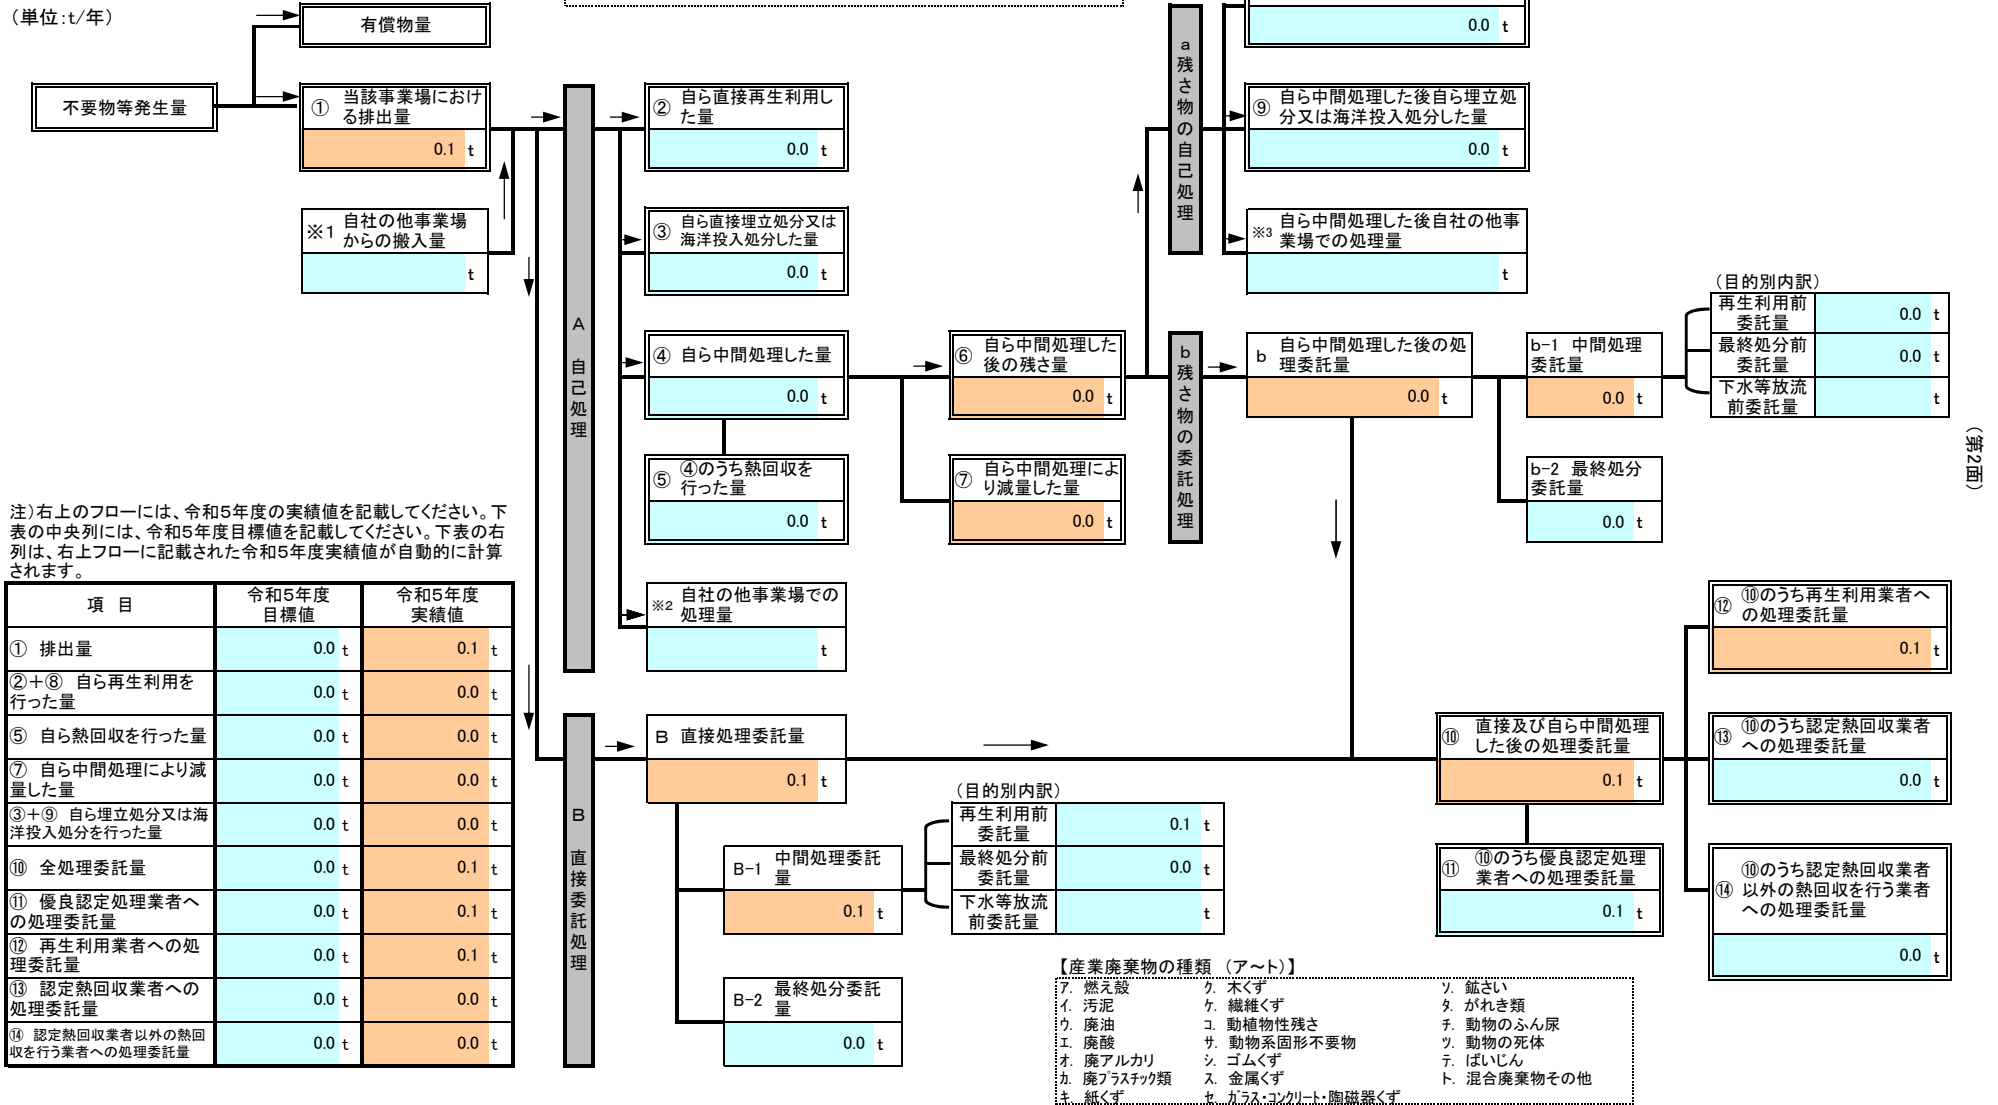 （単位:t/年）
有償物量
0.0 t
不要物等発生量
① 当該事業場におけ
る排出量
0.1 t
② 自ら直接再生利用し
た量
0.0 t
a
残さ物の自己処理
⑨ 自ら中間処理した後自ら埋立処
分又は海洋投入処分した量
0.0 t
※1 自社の他事業場
からの搬入量
t
③ 自ら直接埋立処分又は
海洋投入処分した量
0.0 t
※3 自ら中間処理した後自社の他事
業場での処理量
t
A 自己処理
④ 自ら中間処理した量
0.0 t
⑥ 自ら中間処理した
後の残さ量
0.0 t
b
残さ物の委託処理
b 自ら中間処理した後の処
理委託量
0.0 t
b-1 中間処理
委託量
0.0 t
（目的別内訳）
再生利用前
委託量
0.0 t
最終処分前
委託量
0.0 t
下水等放流
前委託量
t
（第2面）
⑤ ④のうち熱回収を
行った量
0.0 t
⑦ 自ら中間処理によ
り減量した量
0.0 t
b-2 最終処分
委託量
0.0 t
※2 自社の他事業場での
処理量
t
注）右上のフローには、令和5年度の実績値を記載してください。下
表の中央列には、令和5年度目標値を記載してください。下表の右
列は、右上フローに記載された令和5年度実績値が自動的に計算
されます。
項 目 令和5年度 令和5年度
目標値 実績値
① 排出量 0.0 t 0.1 t
②＋⑧ 自ら再生利用を
行った量 0.0 t 0.0 t
⑤ 自ら熱回収を行った量 0.0 t 0.0 t
⑦ 自ら中間処理により減
量した量 0.0 t 0.0 t
③＋⑨ 自ら埋立処分又は海
洋投入処分を行った量 0.0 t 0.0 t
⑩ 全処理委託量 0.0 t 0.1 t
⑪ 優良認定処理業者へ
の処理委託量 0.0 t 0.1 t
⑫ 再生利用業者への処
理委託量 0.0 t 0.1 t
⑬ 認定熱回収業者への
処理委託量 0.0 t 0.0 t
⑭ 認定熱回収業者以外の熱回
収を行う業者への処理委託量 0.0 t 0.0 t
B 直接委託処理
B 直接処理委託量
0.1 t
B-1 中間処理委託
量
0.1 t
B-2 最終処分委託
量
0.0 t
（目的別内訳）
再生利用前
委託量
0.1 t
最終処分前
委託量
0.0 t
下水等放流
前委託量
t
⑩ 直接及び自ら中間処理
した後の処理委託量
0.1 t
⑪ ⑩のうち優良認定処理
業者への処理委託量
0.1 t
⑫ ⑩のうち再生利用業者へ
の処理委託量
0.1 t
⑬ ⑩のうち認定熱回収業者
への処理委託量
0.0 t
⑭ ⑩のうち認定熱回収業者
以外の熱回収を行う業者
への処理委託量
0.0 t
【産業廃棄物の種類 （ア～ト）】
ｱ. 燃え殻 ｸ. 木くず ｿ. 鉱さい
ｲ. 汚泥 ｹ. 繊維くず ﾀ. がれき類
ｳ. 廃油 ｺ. 動植物性残さ ﾁ. 動物のふん尿
ｴ. 廃酸 ｻ. 動物系固形不要物 ﾂ. 動物の死体
ｵ. 廃アルカリ ｼ. ゴムくず ﾃ. ばいじん
ｶ. 廃ﾌﾟﾗｽﾁｯｸ類 ｽ. 金属くず ﾄ. 混合廃棄物その他
ｷ. 紙くず ｾ. ｶﾞﾗｽ・ｺﾝｸﾘｰﾄ・陶磁器くず